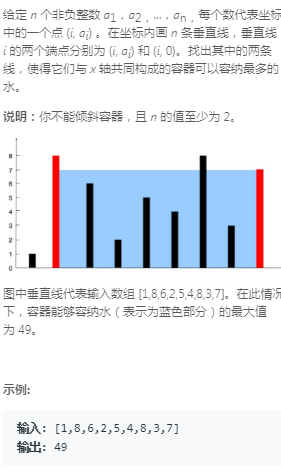 给定 n 个非负整数 a1，a2，...，an，每个数代表坐标
中的一个点 (i, ai) 。在坐标内画 n 条垂直线，垂直线
i 的两个端点分别为 (i, ai) 和 (i, 0)。找出其中的两条
线，使得它们与 x 轴共同构成的容器可以容纳最多的
水。
说明：你不能倾斜容器，且 n 的值至少为 2。
8
7
6
5
4
3
2
1
0
图中垂直线代表输入数组 [1,8,6,2,5,4,8,3,7]。在此情况
下，容器能够容纳水（表示为蓝色部分）的最大值
为 49。
示例:
输入: [1,8,6,2,5,4,8,3,7]
输出: 49